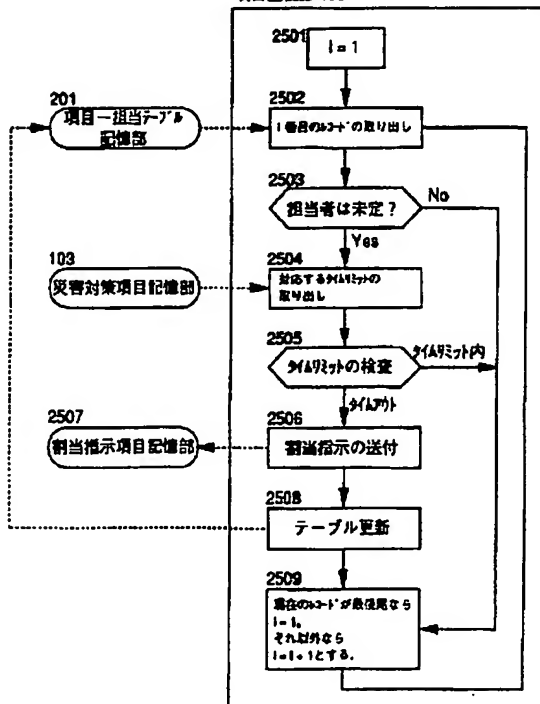 2501
I=1
2502
I番目のレコードの取り出し
201
項目ー担当テーブル
記憶部
2503
担当者は未定?
No
Yes
2504
対応するタイムリミットの
取り出し
103
災害対策項目記憶部
2505
タイムリミットの検査
タイムリミット内
タイムアウト
2506
割当指示の送付
2507
割当指示項目記憶部
2508
テーブル更新
2509
現在のレコードが最後尾なら
I=1,
それ以外なら
I=I+1とする.